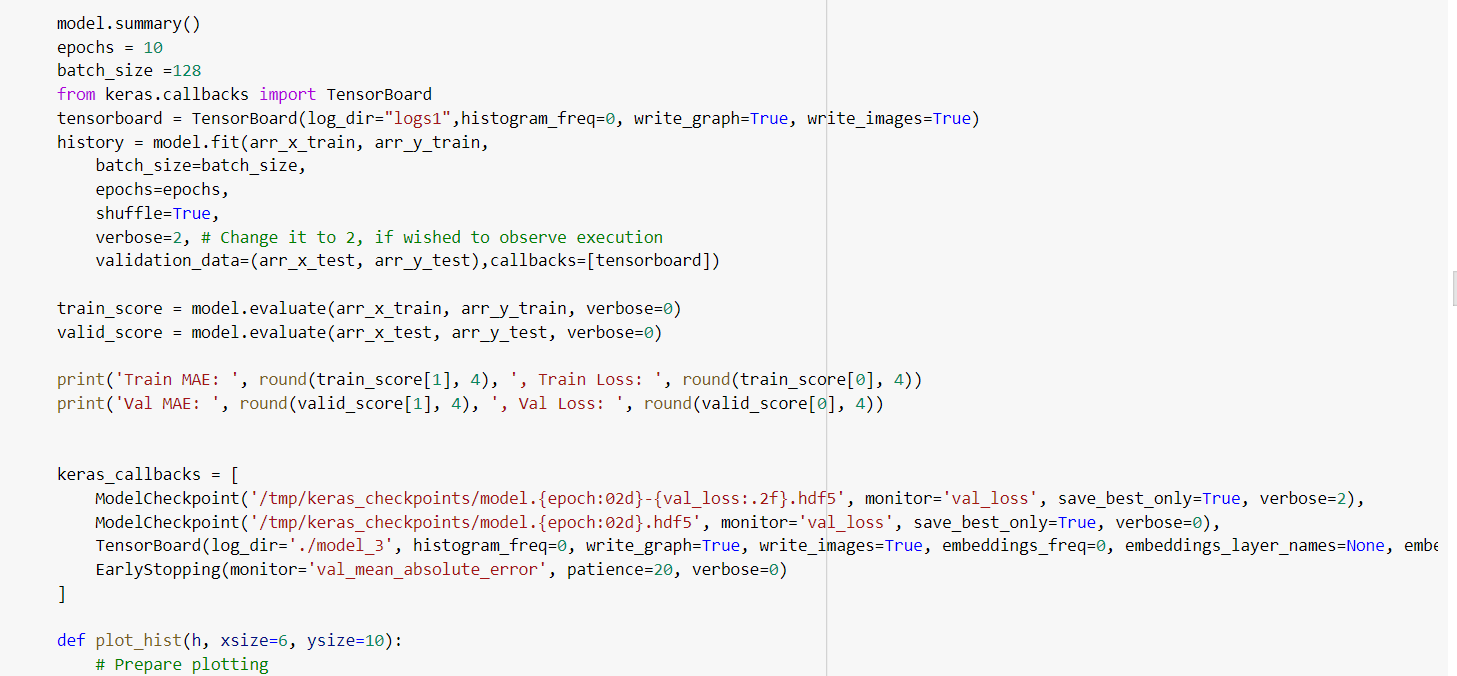 model.summary()
epochs = 10
batch_size =128
from keras.callbacks import TensorBoard
tensorboard = TensorBoard(log_dir="logs1",histogram_freq=0, write_graph=True, write_images=True)
history = model.fit(arr_x_train, arr_y_train,
    batch_size=batch_size,
    epochs=epochs,
    shuffle=True,
    verbose=2, # Change it to 2, if wished to observe execution
    validation_data=(arr_x_test, arr_y_test),callbacks=[tensorboard])
train_score = model.evaluate(arr_x_train, arr_y_train, verbose=0)
valid_score = model.evaluate(arr_x_test, arr_y_test, verbose=0)
print('Train MAE: ', round(train_score[1], 4), ', Train Loss: ', round(train_score[0], 4))
print('Val MAE: ', round(valid_score[1], 4), ', Val Loss: ', round(valid_score[0], 4))
keras_callbacks = [
    ModelCheckpoint('/tmp/keras_checkpoints/model.{epoch:02d}-{val_loss:.2f}.hdf5', monitor='val_loss', save_best_only=True, verbose=2),
    ModelCheckpoint('/tmp/keras_checkpoints/model.{epoch:02d}.hdf5', monitor='val_loss', save_best_only=True, verbose=0),
    TensorBoard(log_dir='./model_3', histogram_freq=0, write_graph=True, write_images=True, embeddings_freq=0, embeddings_layer_names=None, embe
    EarlyStopping(monitor='val_mean_absolute_error', patience=20, verbose=0)
]
def plot_hist(h, xsize=6, ysize=10):
    # Prepare plotting